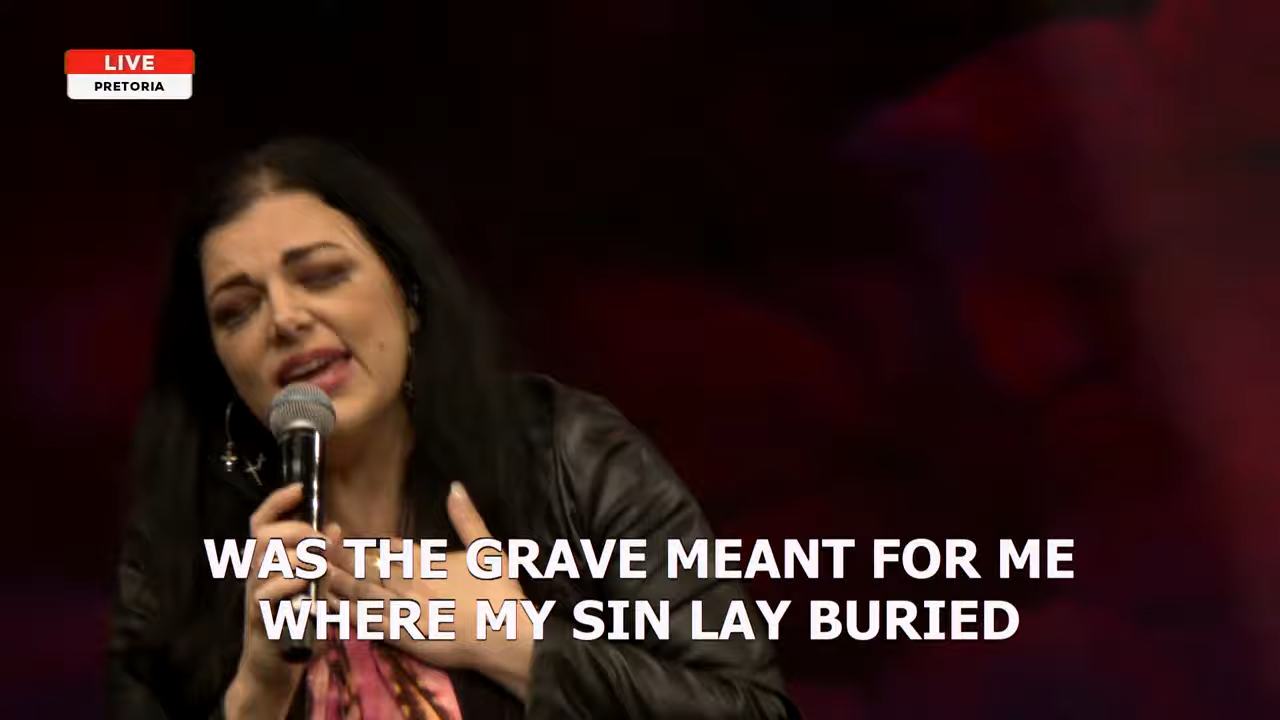 LIVE
PRETORIA
WAS THE GRAVE MEANT FOR ME
WHERE MY SIN LAY BURIED